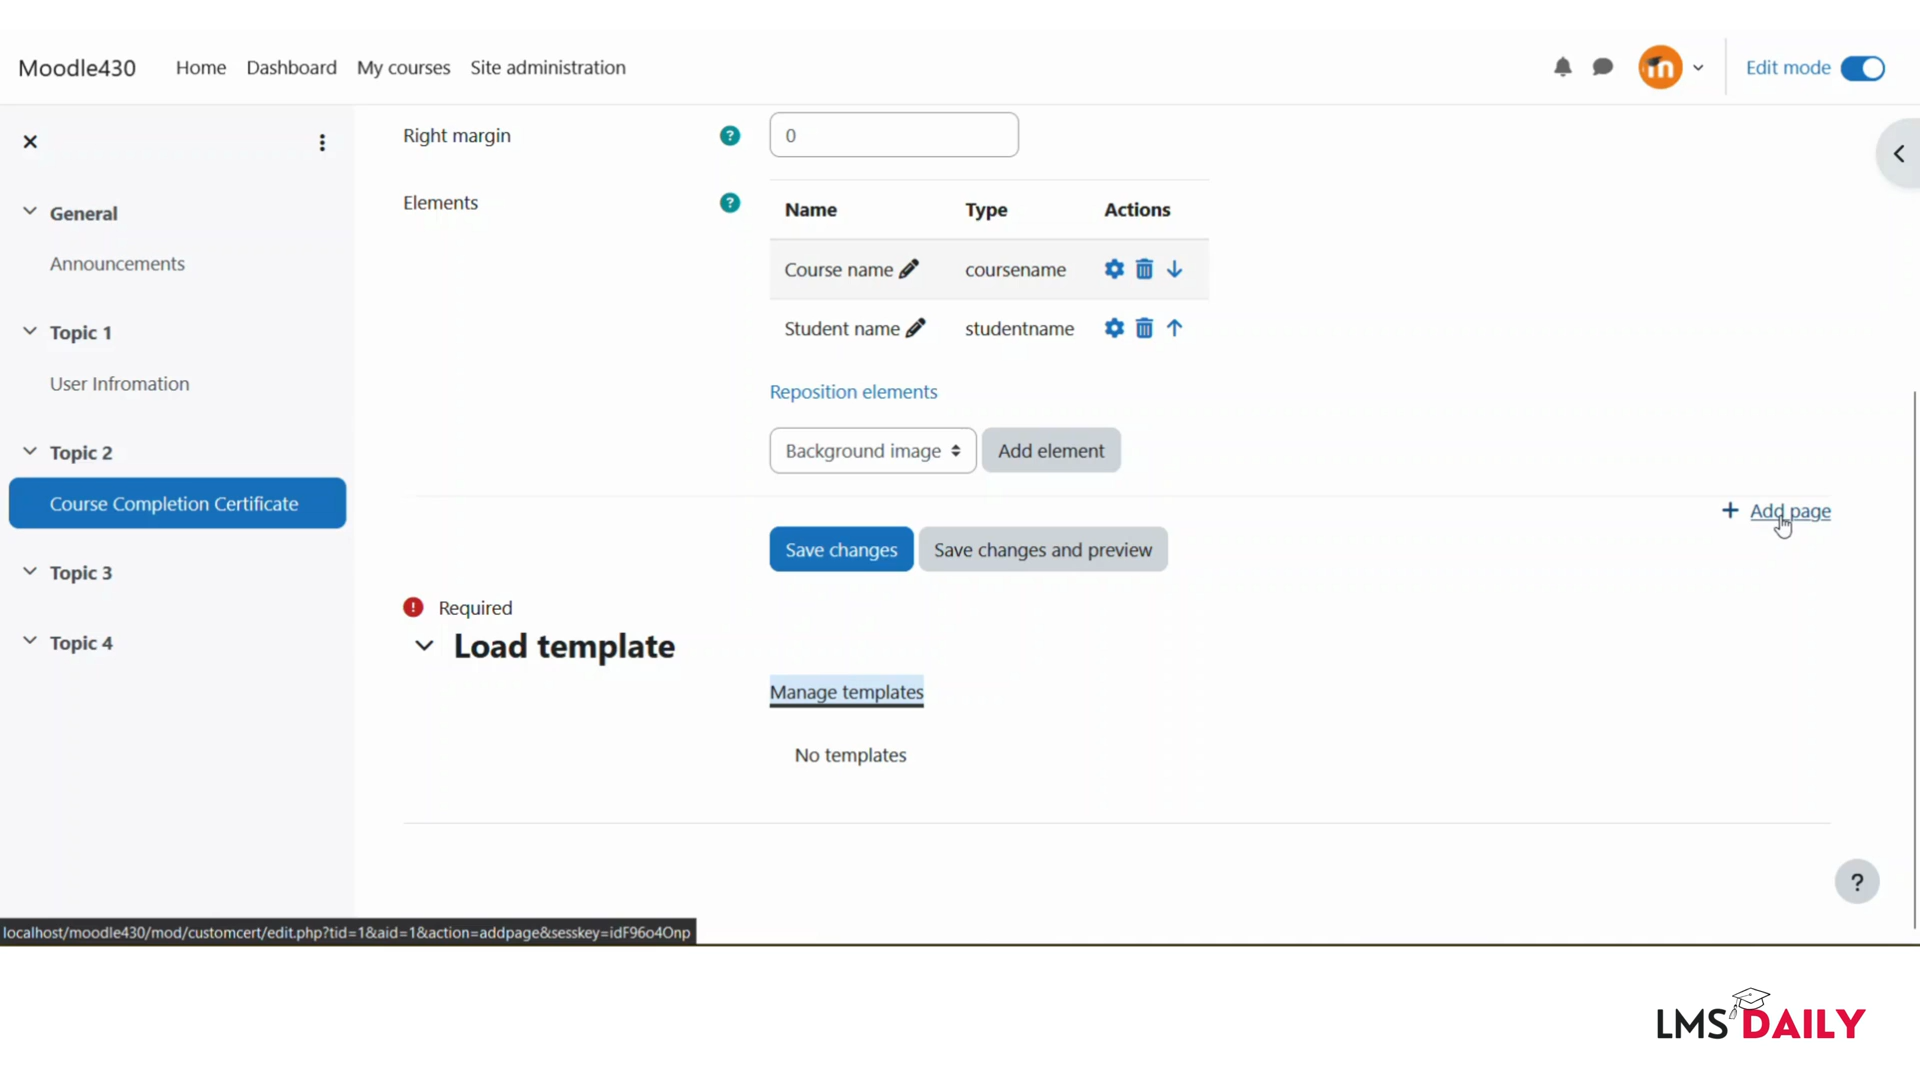 Moodle430 Home Dashboard My courses Site administration Edit mode
General
Announcements
Topic 1
User Infromation
Topic 2
Course Completion Certificate
Topic 3
Topic 4
Right margin ? 0
Elements ? Name Type Actions
Course name coursename
Student name studentname
Reposition elements
Background image Add element
+ Add page
Save changes Save changes and preview
! Required
Load template
Manage templates
No templates
?
localhost/moodle430/mod/customcert/edit.php?tid=1&aid=1&action=addpage&sesskey=idF96o4Onp
LMS DAILY